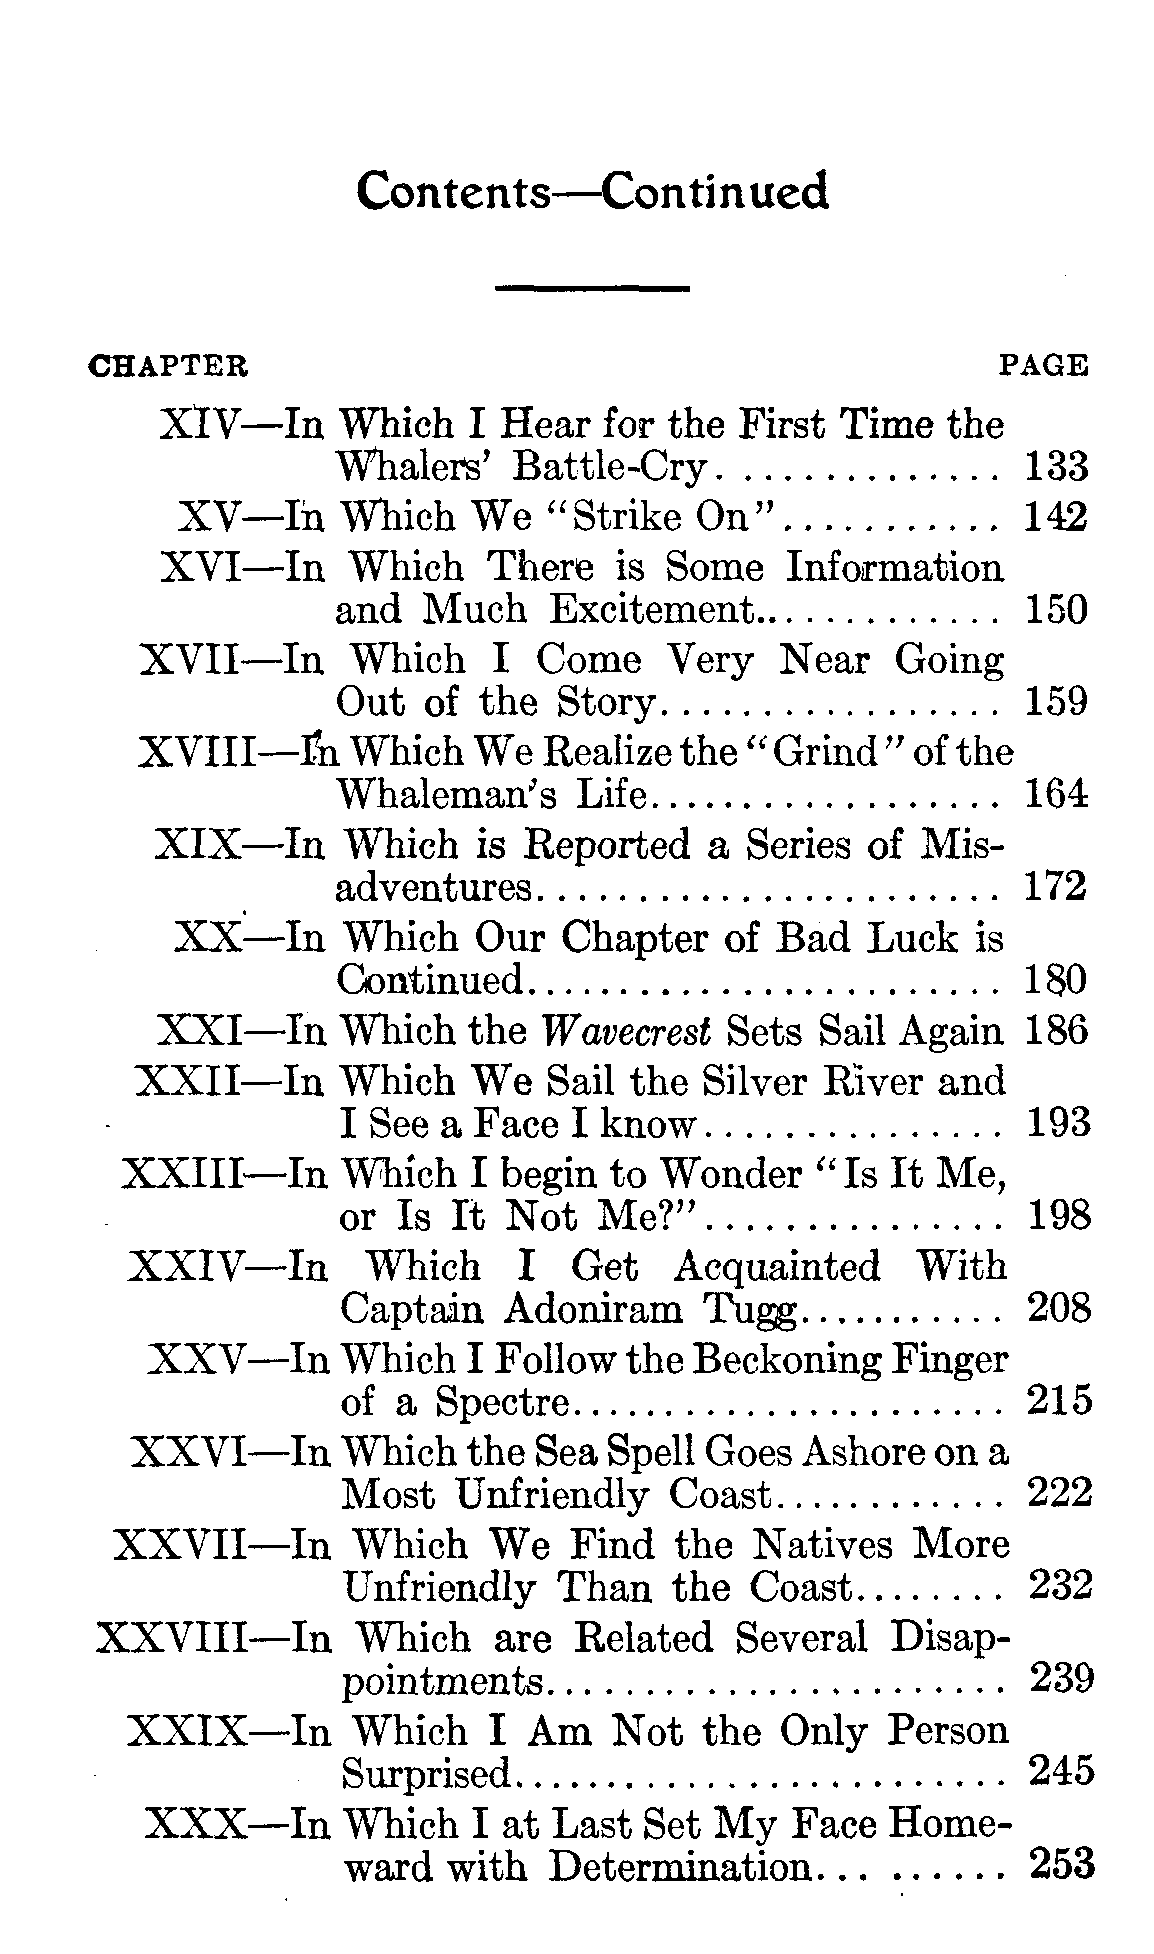 Contents—Continued
CHAPTER PAGE
XIV—In Which I Hear for the First Time the
Whalers' Battle-Cry. ............. 133
XV—In Which We "Strike On"........... 142
XVI—In Which There is Some Information
and Much Excitement.............. 150
XVII—In Which I Come Very Near Going
Out of the Story................. 159
XVIII—In Which We Realize the "Grind" of the
Whaleman's Life.................. 164
XIX—In Which is Reported a Series of Mis-
adventures....................... 172
XX—In Which Our Chapter of Bad Luck is
Continued........................ 180
XXI—In Which the Wavecrest Sets Sail Again 186
XXII—In Which We Sail the Silver River and
I See a Face I know............... 193
XXIII—In Which I begin to Wonder "Is It Me,
or Is It Not Me?"............... 198
XXIV—In Which I Get Acquainted With
Captain Adoniram Tugg........... 208
XXV—In Which I Follow the Beckoning Finger
of a Spectre...................... 215
XXVI—In Which the Sea Spell Goes Ashore on a
Most Unfriendly Coast............ 222
XXVII—In Which We Find the Natives More
Unfriendly Than the Coast........ 232
XXVIII—In Which are Related Several Disap-
pointments....................... 239
XXIX—In Which I Am Not the Only Person
Surprised......................... 245
XXX—In Which I at Last Set My Face Home-
ward with Determination... ...... 253